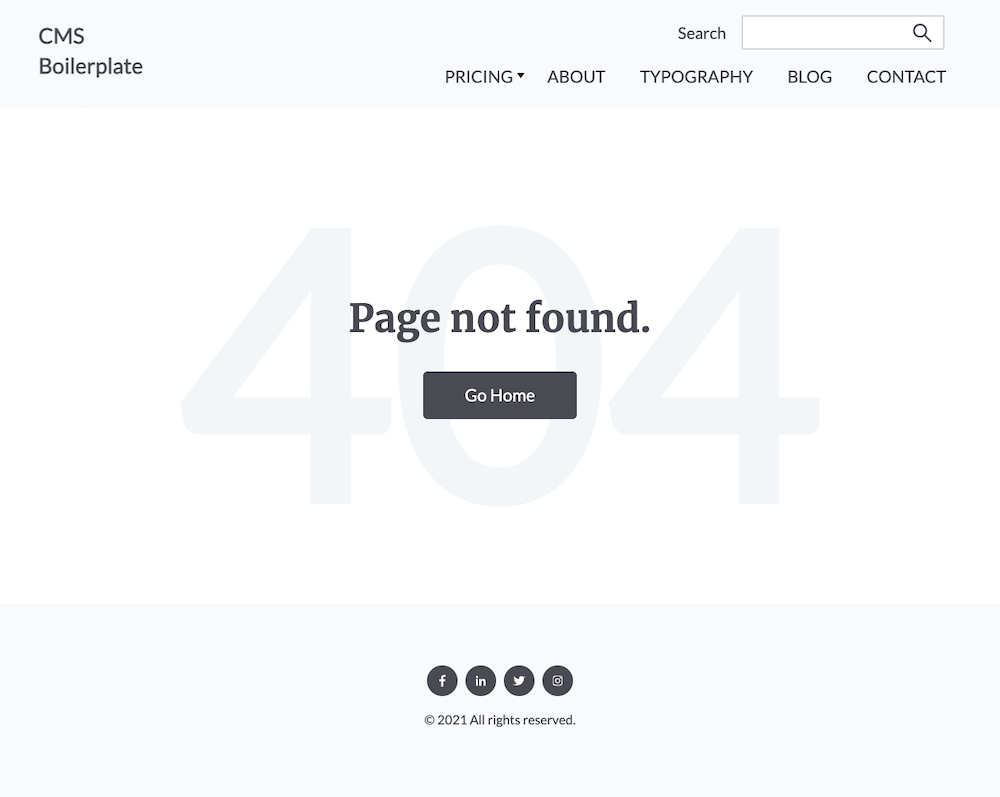 CMS
Boilerplate
Search
PRICING ABOUT TYPOGRAPHY BLOG CONTACT
404
Page not found.
Go Home
© 2021 All rights reserved.